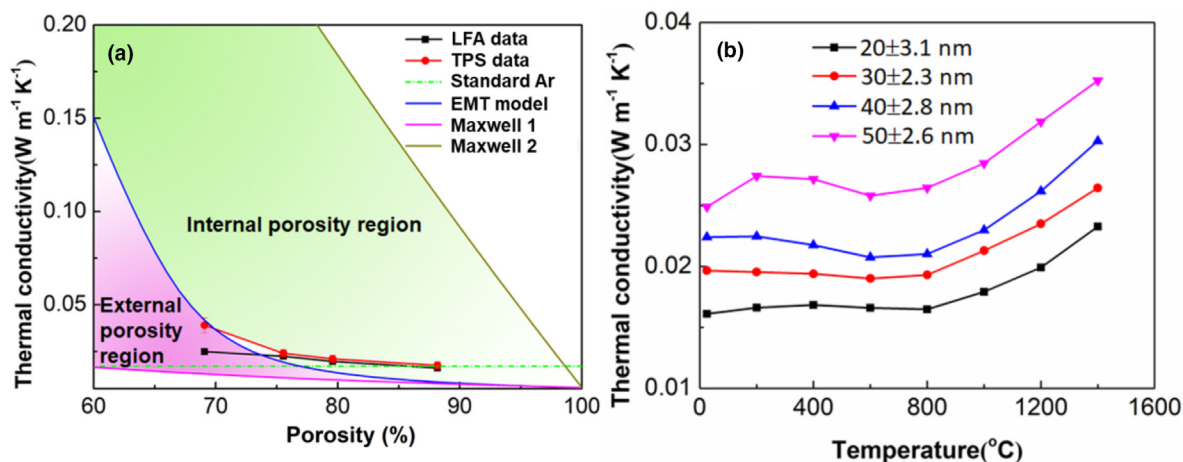 (a)
0.20
0.15
0.10
0.05
Thermal conductivity(W m⁻¹ K⁻¹)
LFA data
TPS data
Standard Ar
EMT model
Maxwell 1
Maxwell 2
Internal porosity region
External
porosity
region
60
70
80
90
100
Porosity (%)
(b)
0.04
0.03
0.02
0.01
Thermal conductivity(W m⁻¹ K⁻¹)
20±3.1 nm
30±2.3 nm
40±2.8 nm
50±2.6 nm
0
400
800
1200
1600
Temperature(°C)